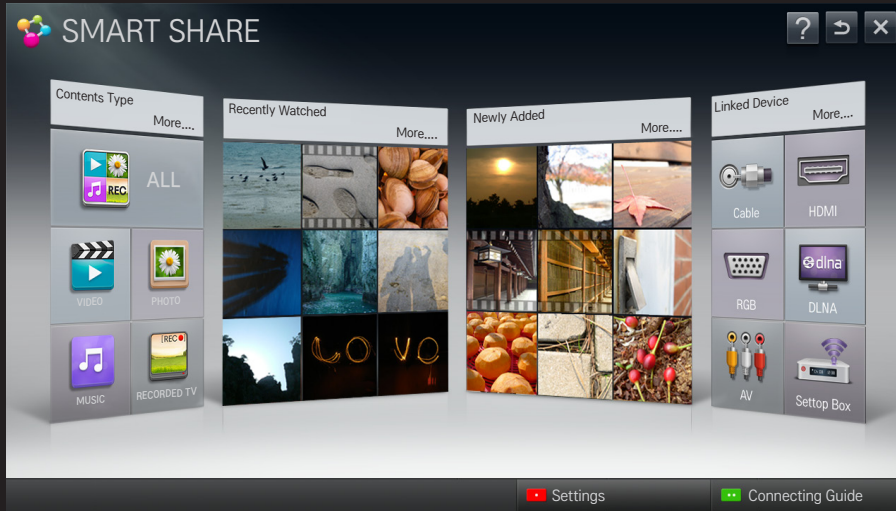 SMART SHARE
?
Contents Type
More....
REC
ALL
VIDEO
PHOTO
[REC●]
MUSIC
RECORDED TV
Recently Watched
More....
LOVO
Newly Added
More....
Linked Device
More....
Cable
HDMI
RGB
dlna
DLNA
AV
Settop Box
Settings
Connecting Guide